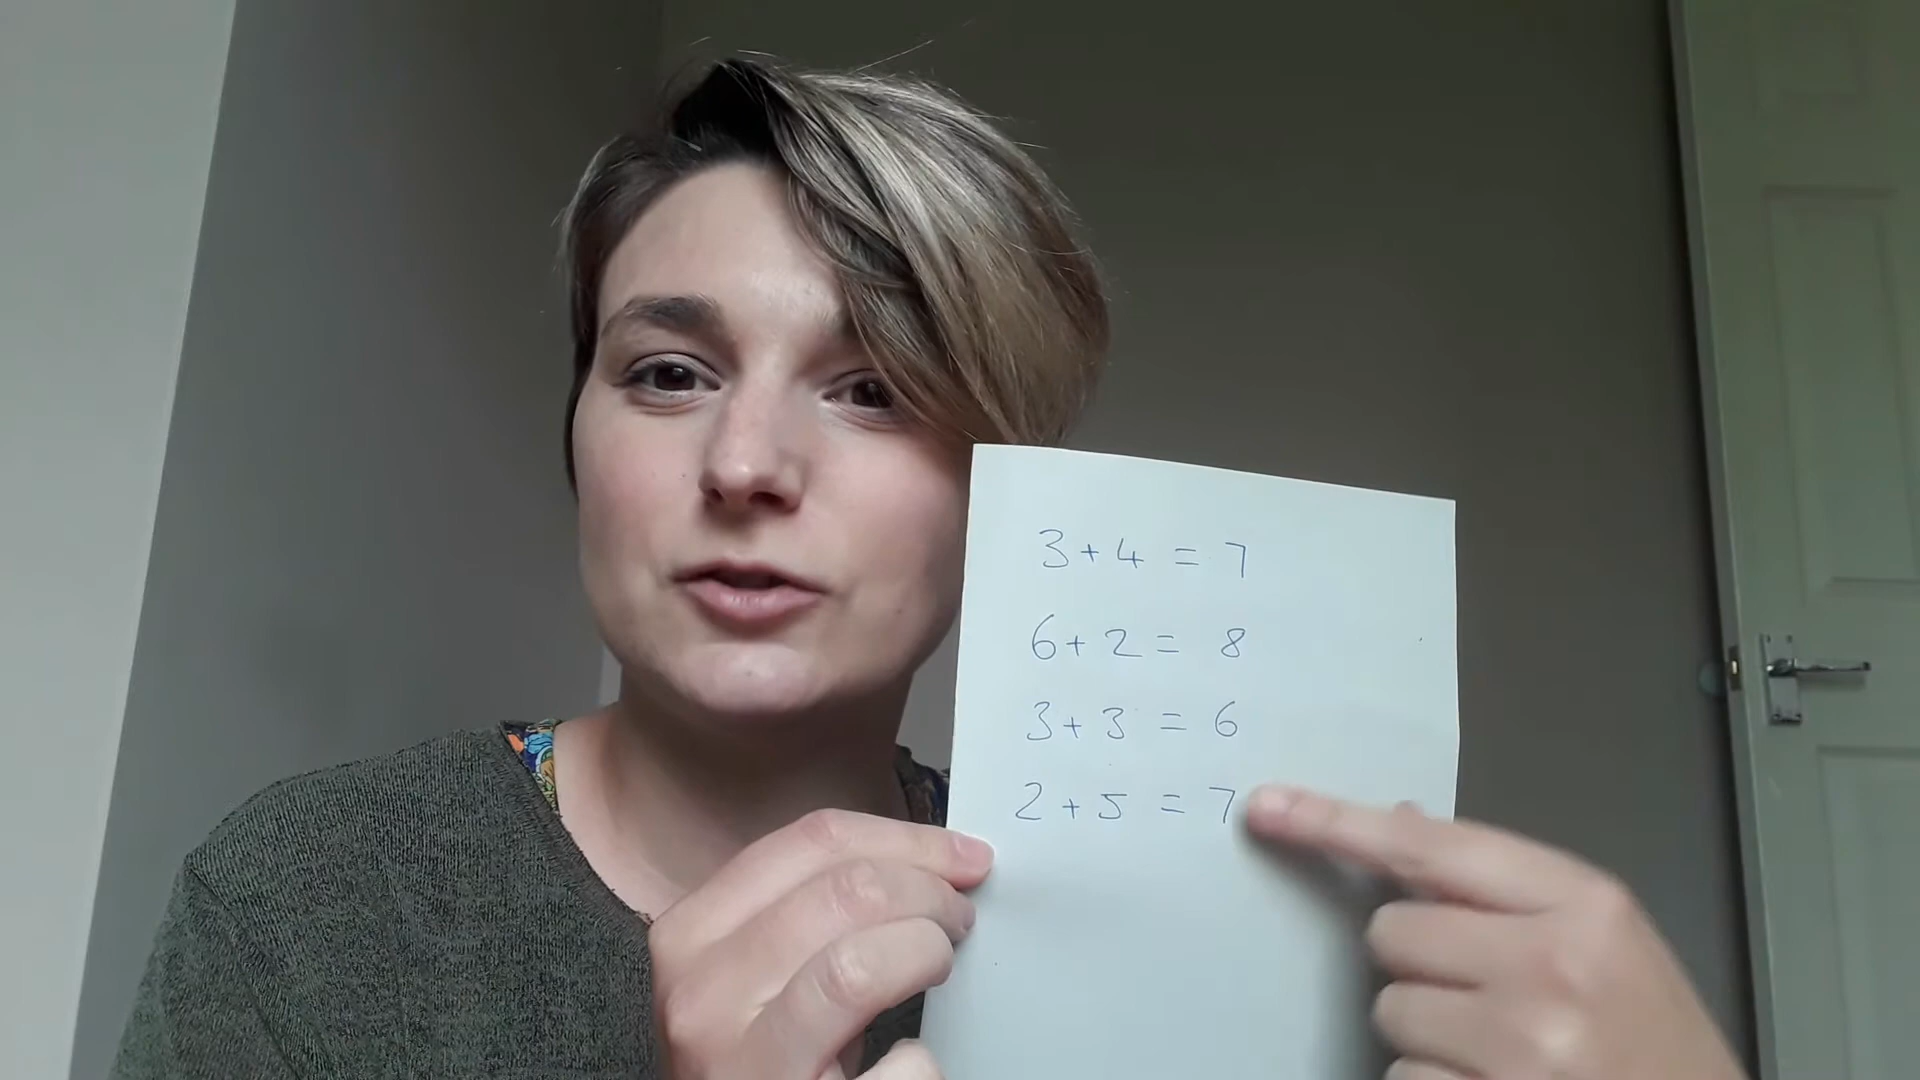 3+4 = 7
6+2 = 8
3+3 = 6
2+5 = 7